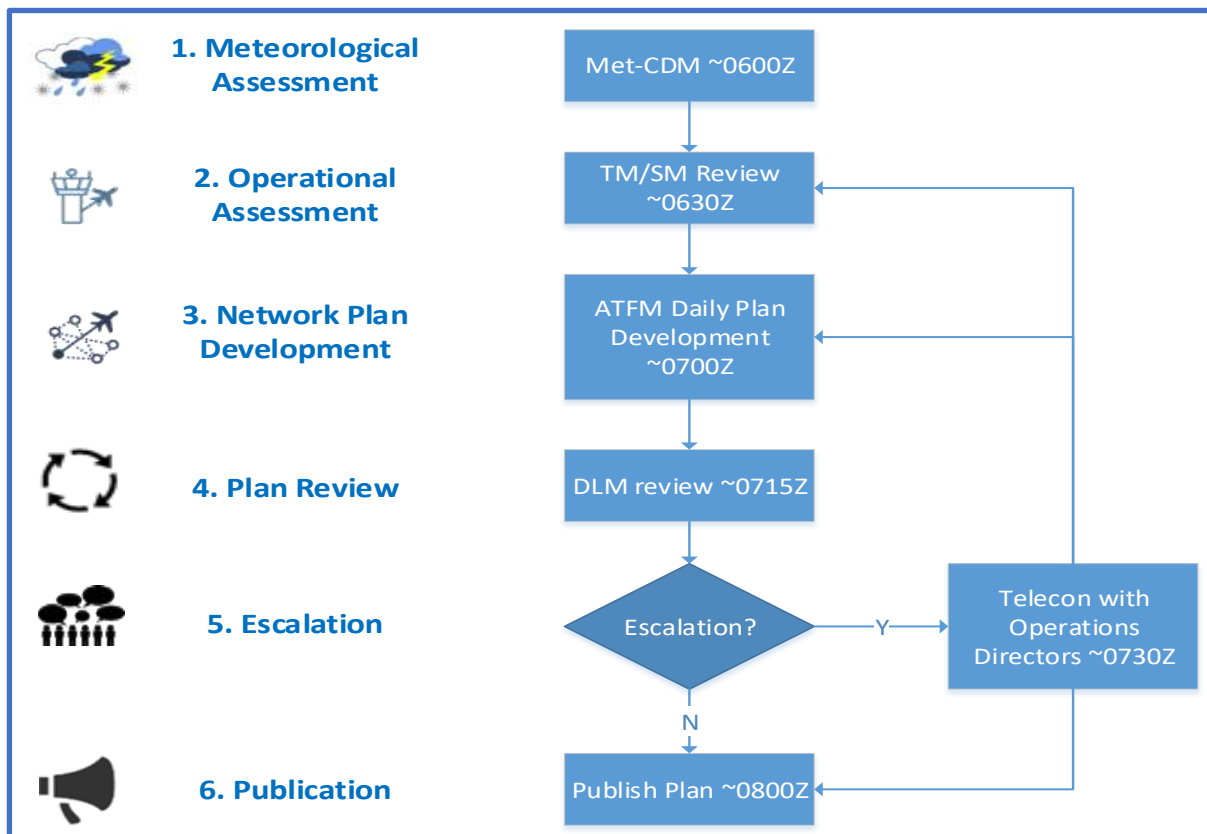 1. Meteorological
Assessment
Met-CDM ~0600Z
2. Operational
Assessment
TM/SM Review
~0630Z
3. Network Plan
Development
ATFM Daily Plan
Development
~0700Z
4. Plan Review
DLM review ~0715Z
5. Escalation
Escalation?
Y
Telecon with
Operations
Directors ~0730Z
N
6. Publication
Publish Plan ~0800Z